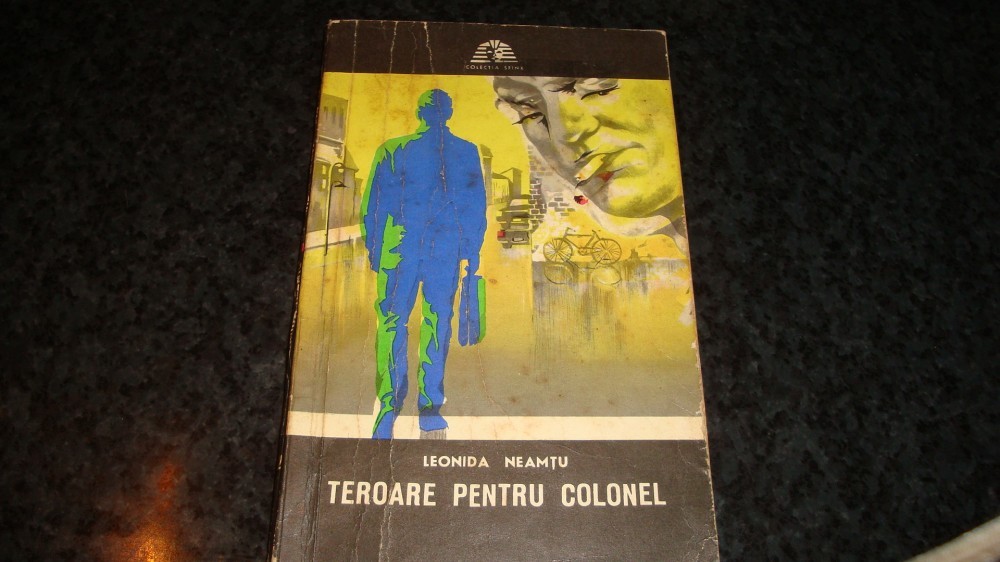 COLECȚIA SFINX
LEONIDA NEAMȚU
TEROARE PENTRU COLONEL